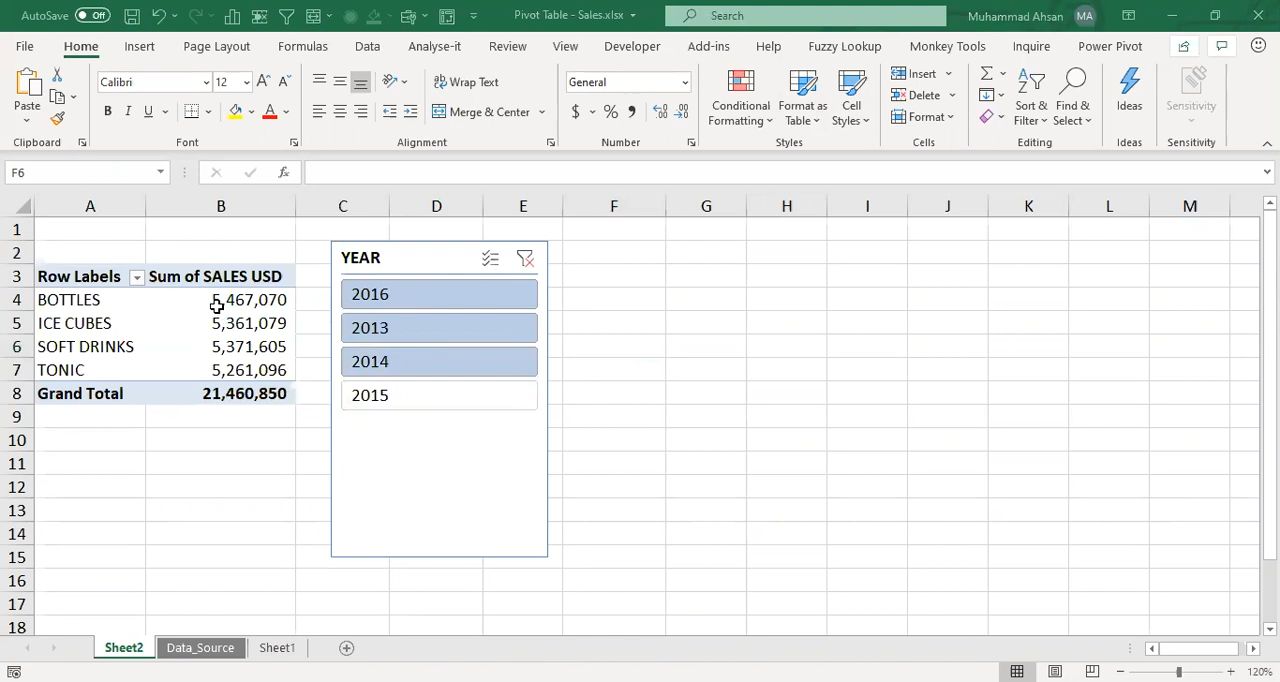 AutoSave Off Pivot Table - Sales.xlsx Search Muhammad Ahsan MA
File Home Insert Page Layout Formulas Data Analyse-it Review View Developer Add-ins Help Fuzzy Lookup Monkey Tools Inquire Power Pivot
Calibri 12 Wrap Text General Insert
Paste Conditional Format as Cell Delete Sort & Find & Ideas Sensitivity
Merge & Center Formatting Table Styles Format Filter Select
Clipboard Font Alignment Number Styles Cells Editing Ideas Sensitivity
F6 fx
A B C D E F G H I J K L M
1
2 YEAR
3 Row Labels Sum of SALES USD
4 BOTTLES 5,467,070 2016
5 ICE CUBES 5,361,079 2013
6 SOFT DRINKS 5,371,605 2014
7 TONIC 5,261,096
8 Grand Total 21,460,850 2015
9
10
11
12
13
14
15
16
17
18
Sheet2 Data_Source Sheet1
120%